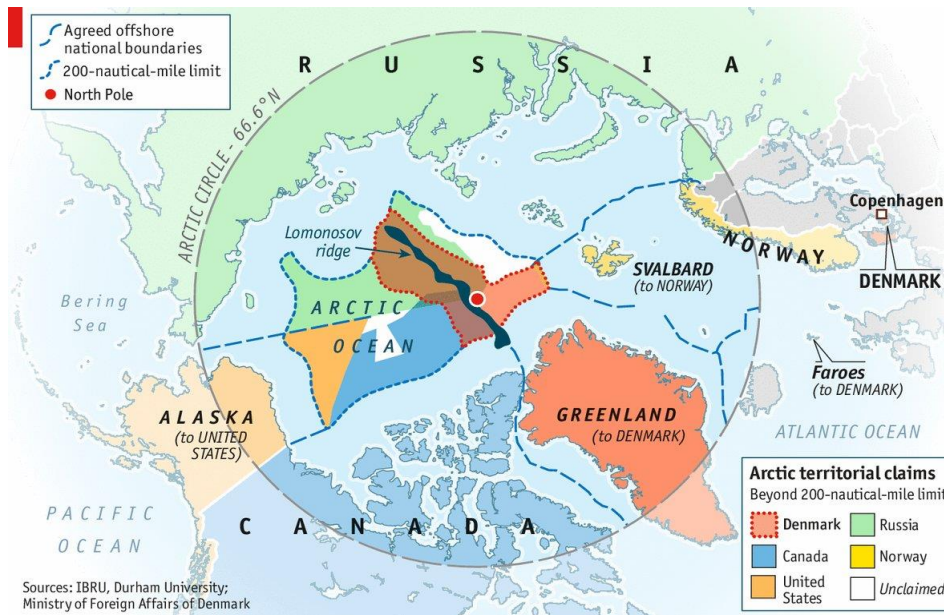 Agreed offshore
national boundaries
200-nautical-mile limit
North Pole
R U S S I A
ARCTIC CIRCLE - 66.6°N
Lomonosov
ridge
Copenhagen
NORWAY
DENMARK
SVALBARD
(to NORWAY)
ARCTIC
OCEAN
Bering
Sea
Faroes
(to DENMARK)
ALASKA
(to UNITED
STATES)
GREENLAND
(to DENMARK)
ATLANTIC OCEAN
PACIFIC
OCEAN
CANADA
Arctic territorial claims
Beyond 200-nautical-mile limit
Denmark
Russia
Canada
Norway
United
States
Unclaimed
Sources: IBRU, Durham University;
Ministry of Foreign Affairs of Denmark